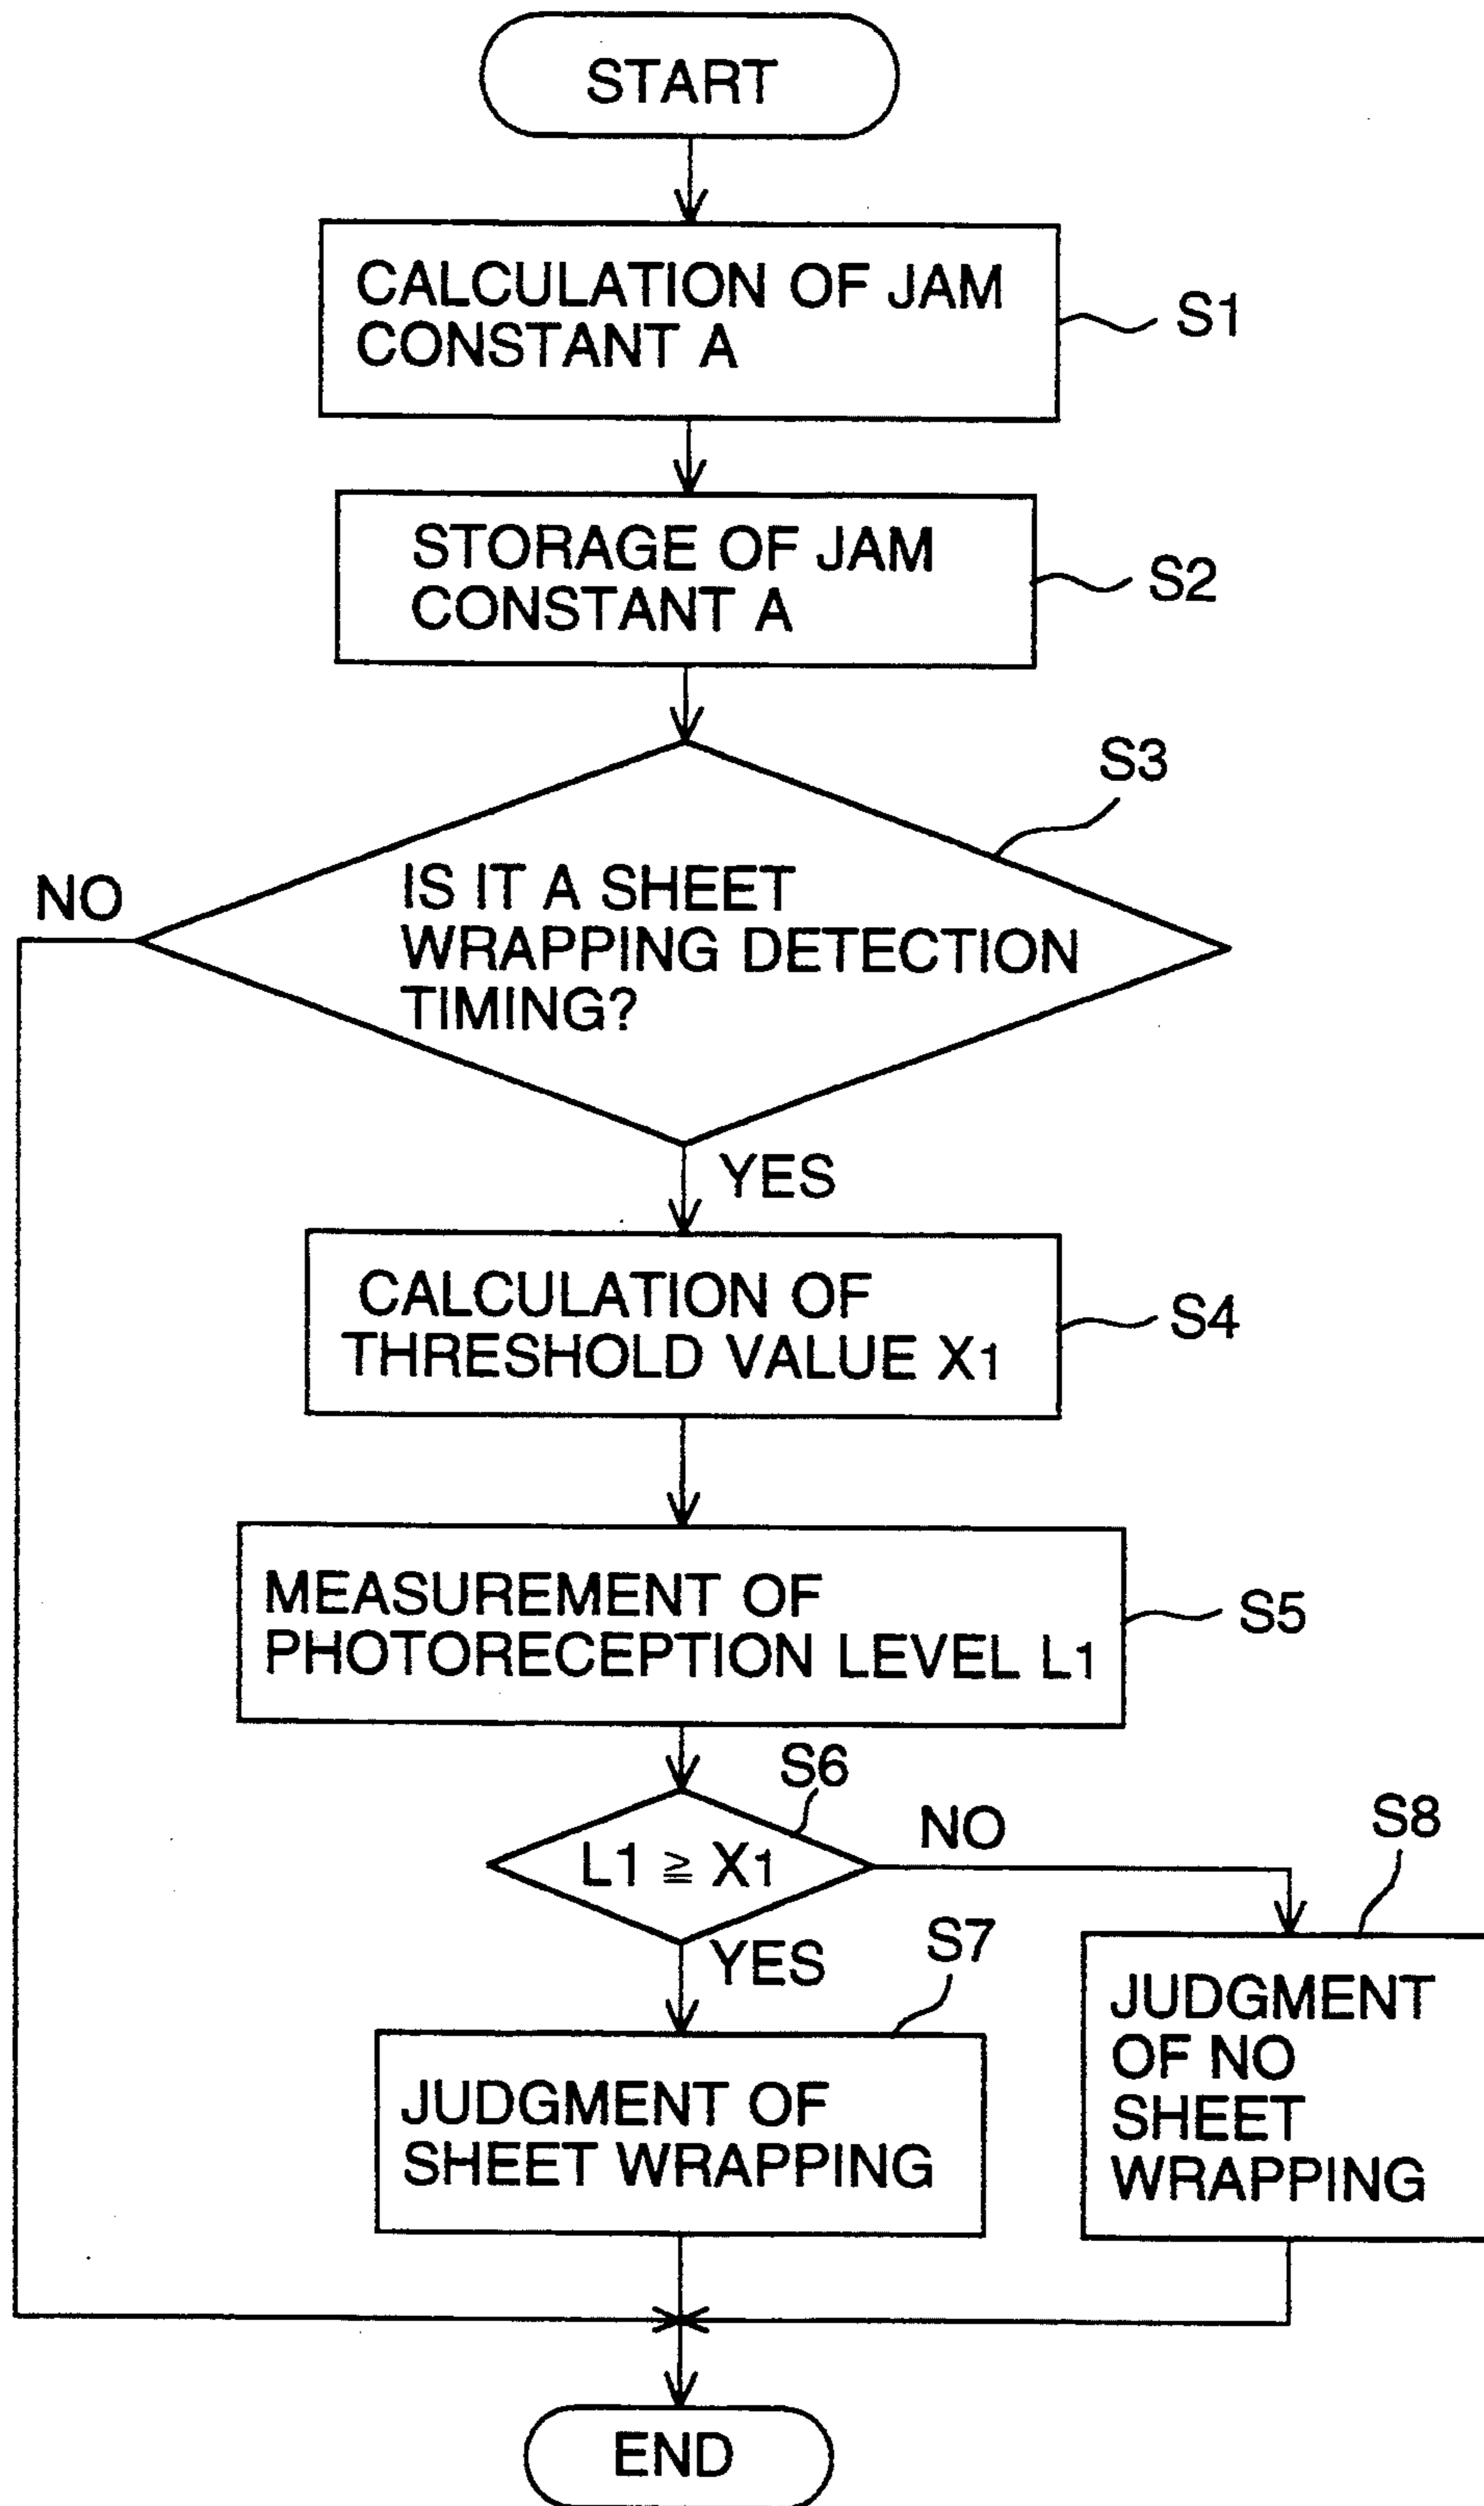 START
CALCULATION OF JAM
CONSTANT A
S1
STORAGE OF JAM
CONSTANT A
S2
S3
IS IT A SHEET
WRAPPING DETECTION
TIMING?
NO
YES
CALCULATION OF
THRESHOLD VALUE X1
S4
MEASUREMENT OF
PHOTORECEPTION LEVEL L1
S5
S6
L1 ≧ X1
NO
YES
S7
JUDGMENT OF
SHEET WRAPPING
S8
JUDGMENT
OF NO
SHEET
WRAPPING
END